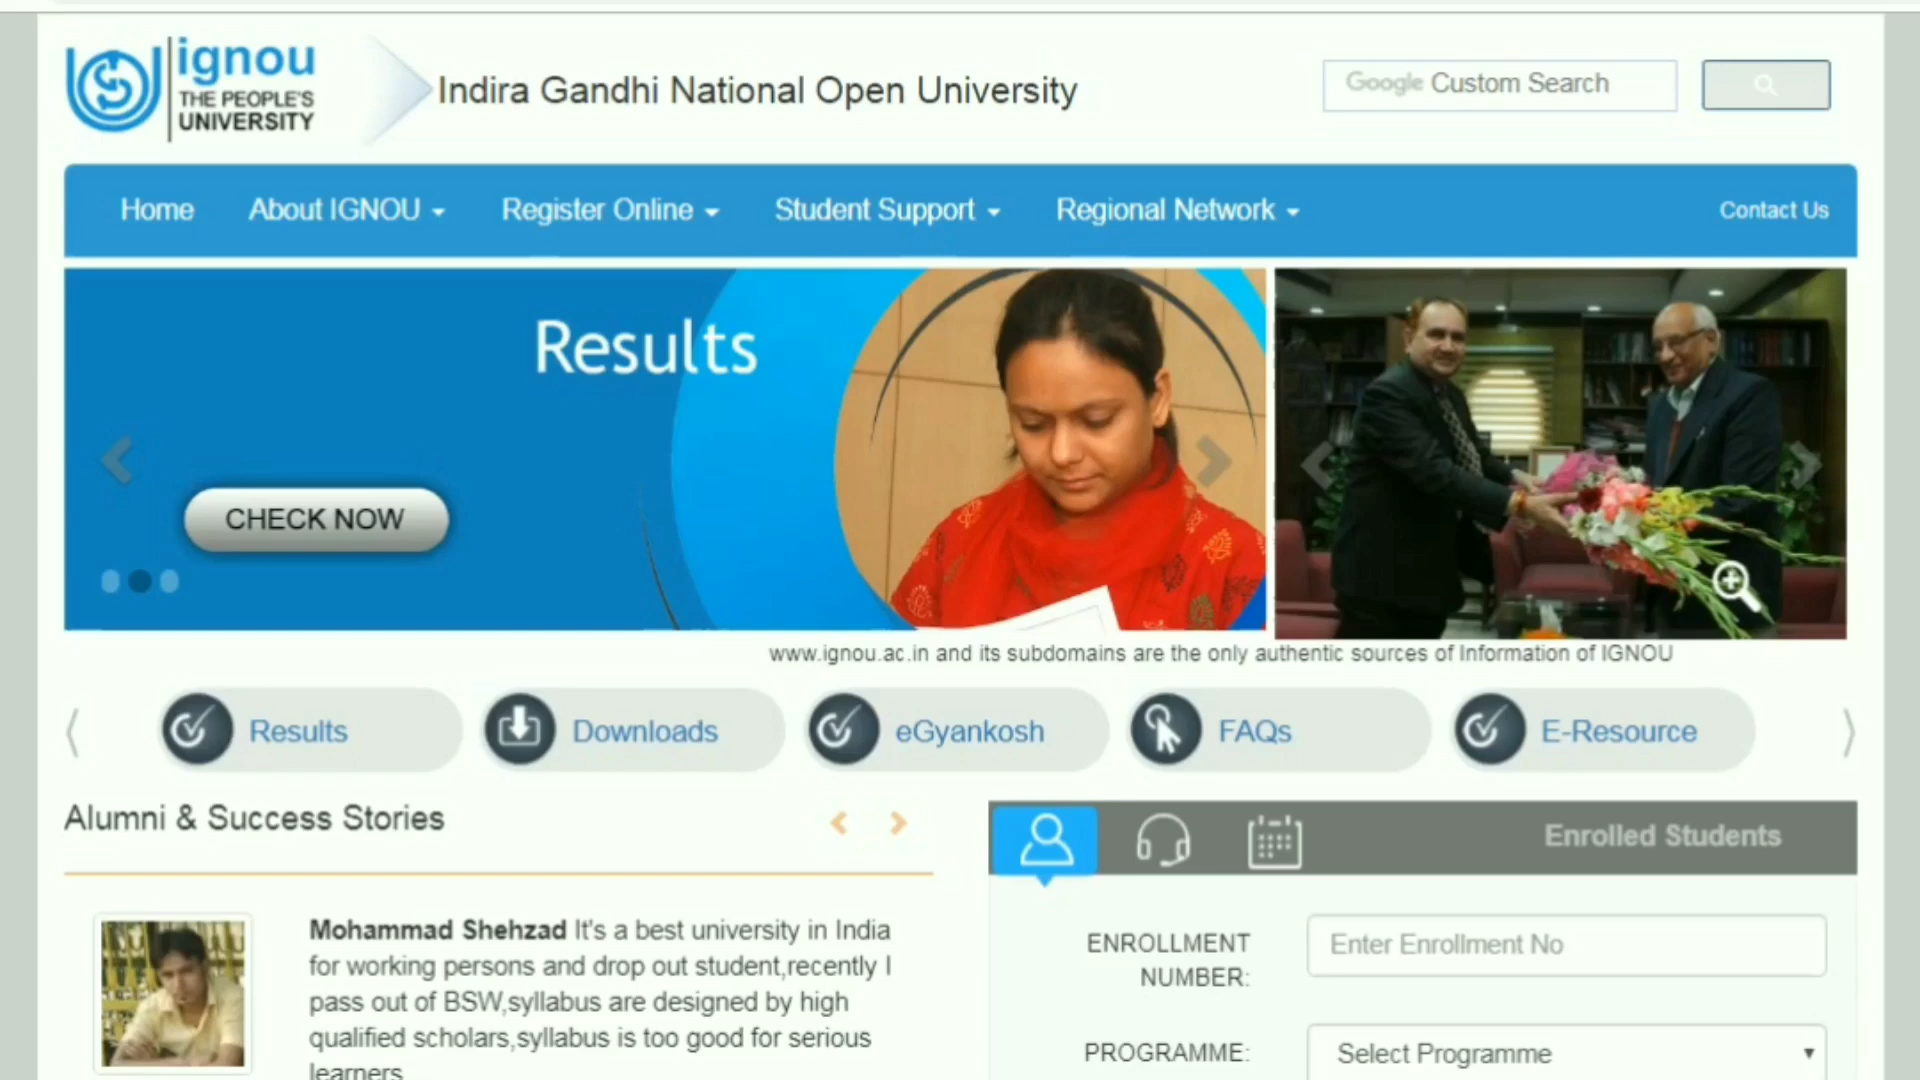 ignou
THE PEOPLE'S
UNIVERSITY
Indira Gandhi National Open University
Google Custom Search
Home About IGNOU Register Online Student Support Regional Network Contact Us
Results
CHECK NOW
www.ignou.ac.in and its subdomains are the only authentic sources of Information of IGNOU
Results Downloads eGyankosh FAQs E-Resource
Alumni & Success Stories
Enrolled Students
Mohammad Shehzad It's a best university in India
for working persons and drop out student,recently I
pass out of BSW,syllabus are designed by high
qualified scholars,syllabus is too good for serious
learners
ENROLLMENT
NUMBER:
Enter Enrollment No
PROGRAMME:
Select Programme